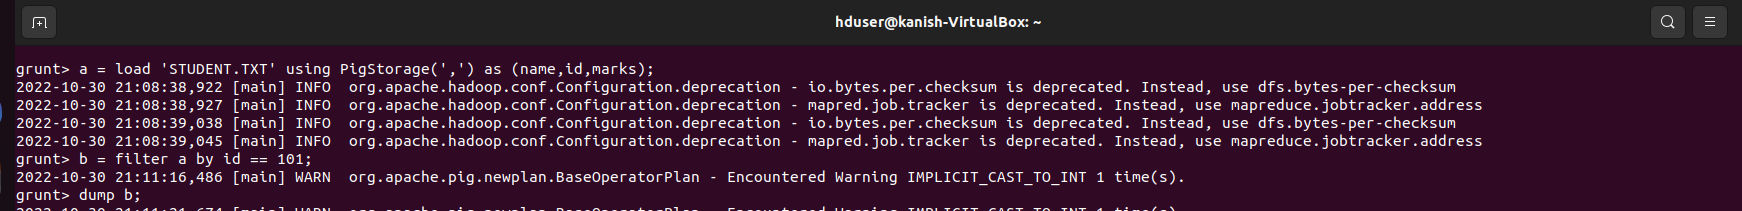 hduser@kanish-VirtualBox: ~
grunt> a = load 'STUDENT.TXT' using PigStorage(',') as (name,id,marks);
2022-10-30 21:08:38,922 [main] INFO  org.apache.hadoop.conf.Configuration.deprecation - io.bytes.per.checksum is deprecated. Instead, use dfs.bytes-per-checksum
2022-10-30 21:08:38,927 [main] INFO  org.apache.hadoop.conf.Configuration.deprecation - mapred.job.tracker is deprecated. Instead, use mapreduce.jobtracker.address
2022-10-30 21:08:39,038 [main] INFO  org.apache.hadoop.conf.Configuration.deprecation - io.bytes.per.checksum is deprecated. Instead, use dfs.bytes-per-checksum
2022-10-30 21:08:39,045 [main] INFO  org.apache.hadoop.conf.Configuration.deprecation - mapred.job.tracker is deprecated. Instead, use mapreduce.jobtracker.address
grunt> b = filter a by id == 101;
2022-10-30 21:11:16,486 [main] WARN  org.apache.pig.newplan.BaseOperatorPlan - Encountered Warning IMPLICIT_CAST_TO_INT 1 time(s).
grunt> dump b;